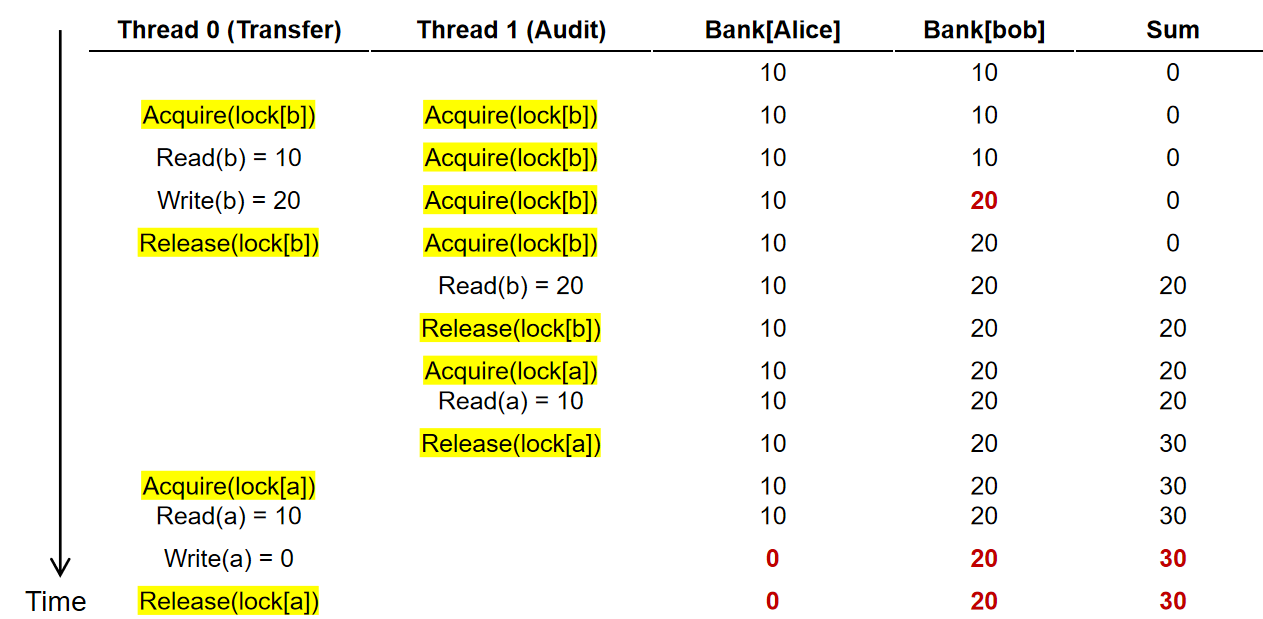 Thread 0 (Transfer) Thread 1 (Audit) Bank[Alice] Bank[bob] Sum
10 10 0
Acquire(lock[b]) Acquire(lock[b]) 10 10 0
Read(b) = 10 Acquire(lock[b]) 10 10 0
Write(b) = 20 Acquire(lock[b]) 10 20 0
Release(lock[b]) Acquire(lock[b]) 10 20 0
Read(b) = 20 10 20 20
Release(lock[b]) 10 20 20
Acquire(lock[a]) 10 20 20
Read(a) = 10 10 20 20
Release(lock[a]) 10 20 30
Acquire(lock[a]) 10 20 30
Read(a) = 10 10 20 30
Write(a) = 0 0 20 30
Time Release(lock[a]) 0 20 30